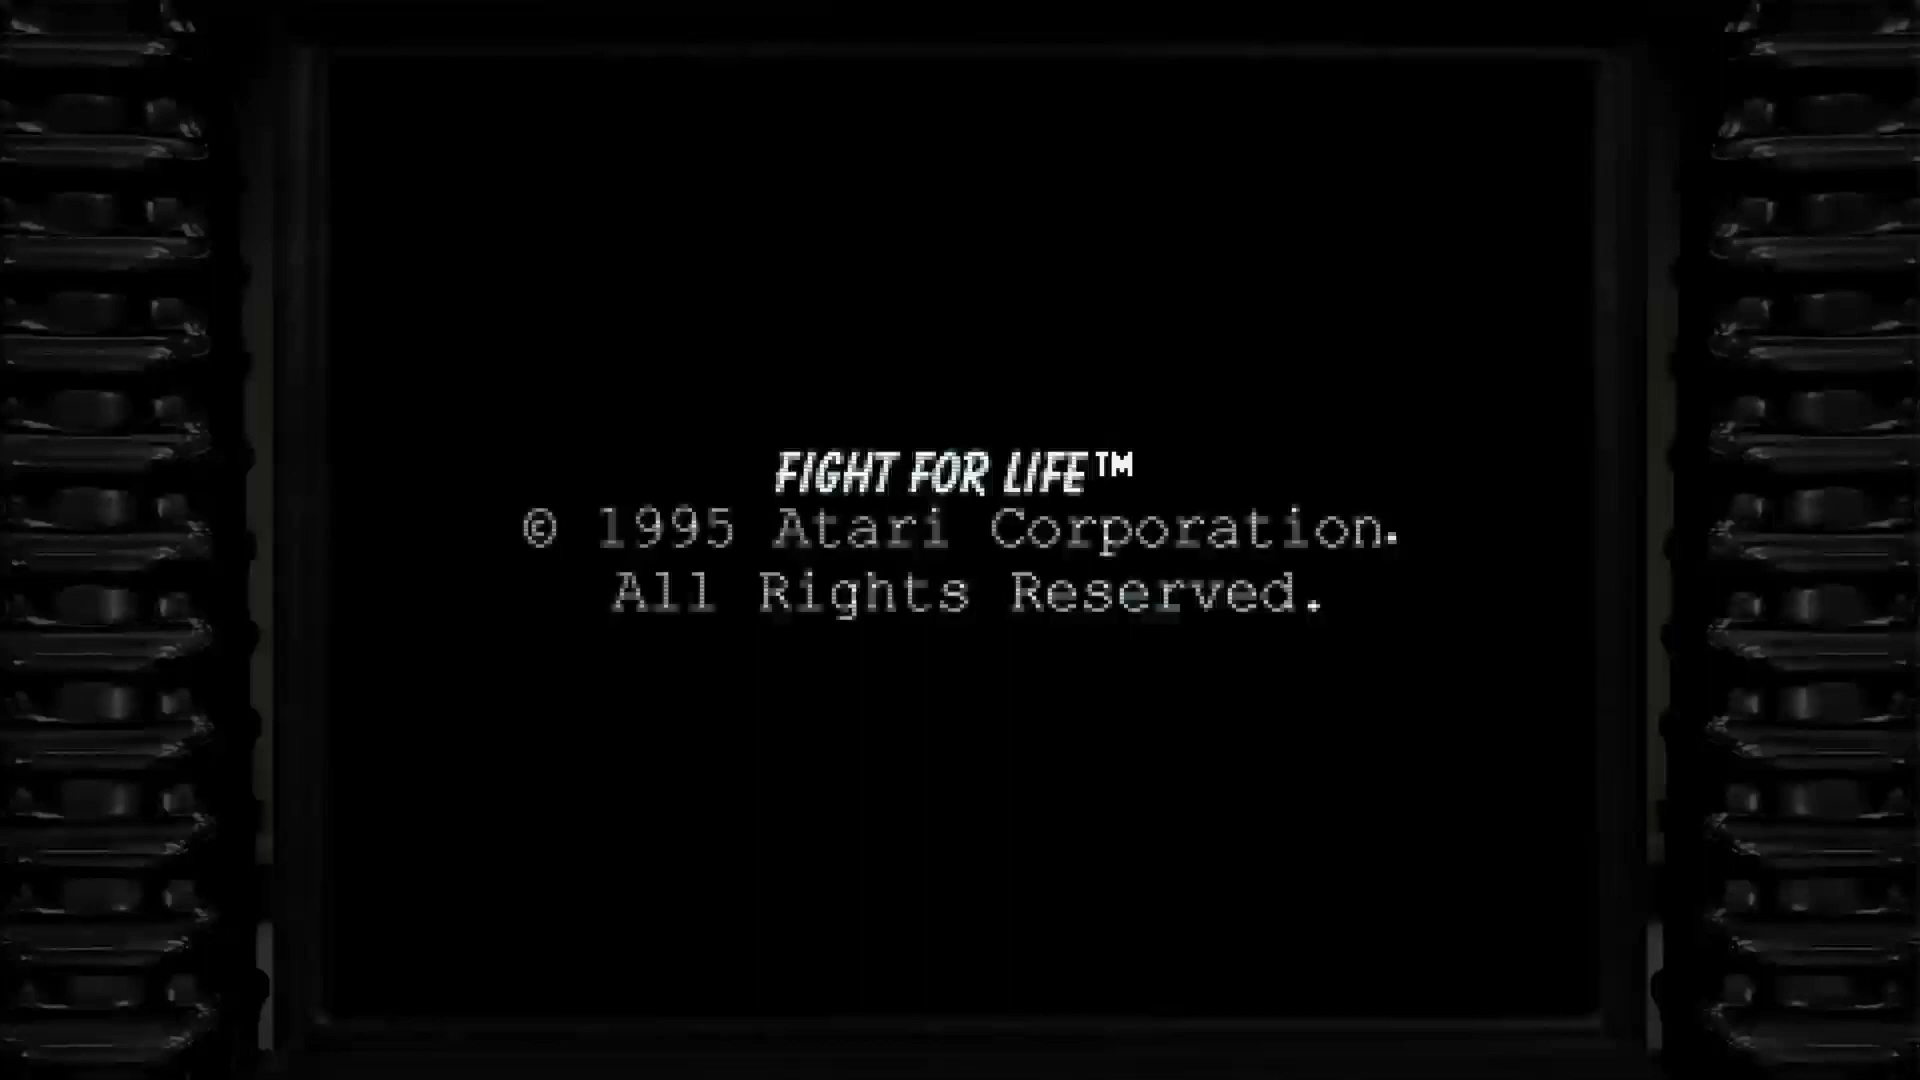 FIGHT FOR LIFE™
© 1995 Atari Corporation.
All Rights Reserved.